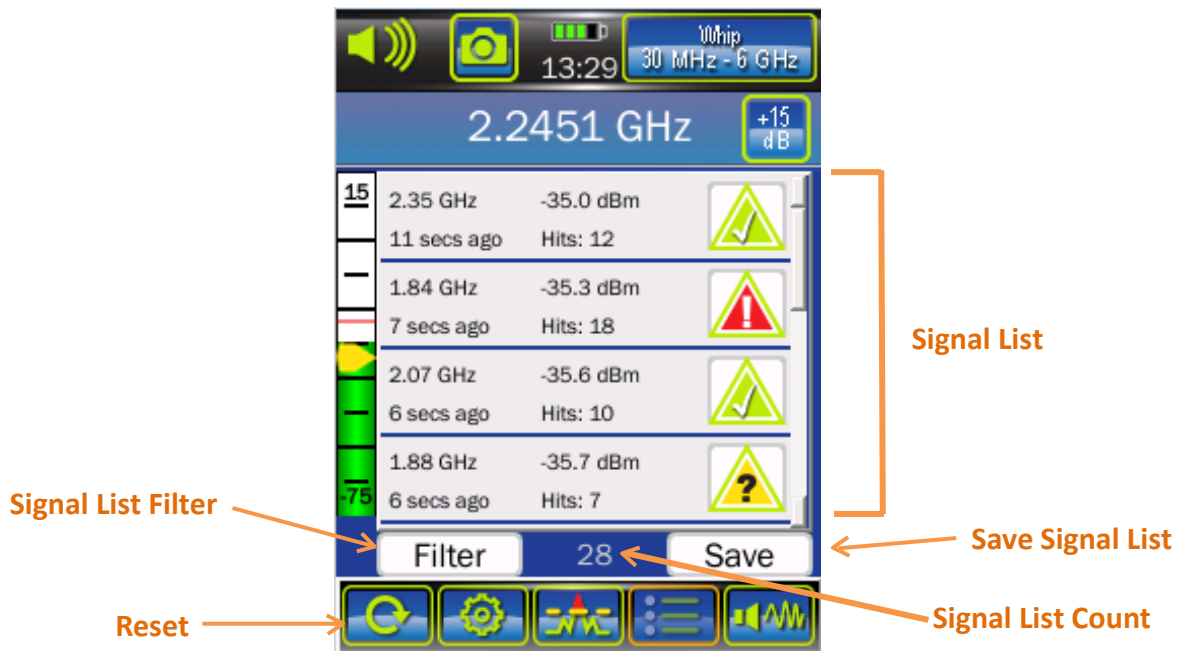 13:29
Whip
30 MHz - 6 GHz
2.2451 GHz
+15
dB
15
-75
2.35 GHz -35.0 dBm
11 secs ago Hits: 12
1.84 GHz -35.3 dBm
7 secs ago Hits: 18
2.07 GHz -35.6 dBm
6 secs ago Hits: 10
1.88 GHz -35.7 dBm
6 secs ago Hits: 7
Filter 28 Save
Signal List
Signal List Filter
Save Signal List
Reset
Signal List Count